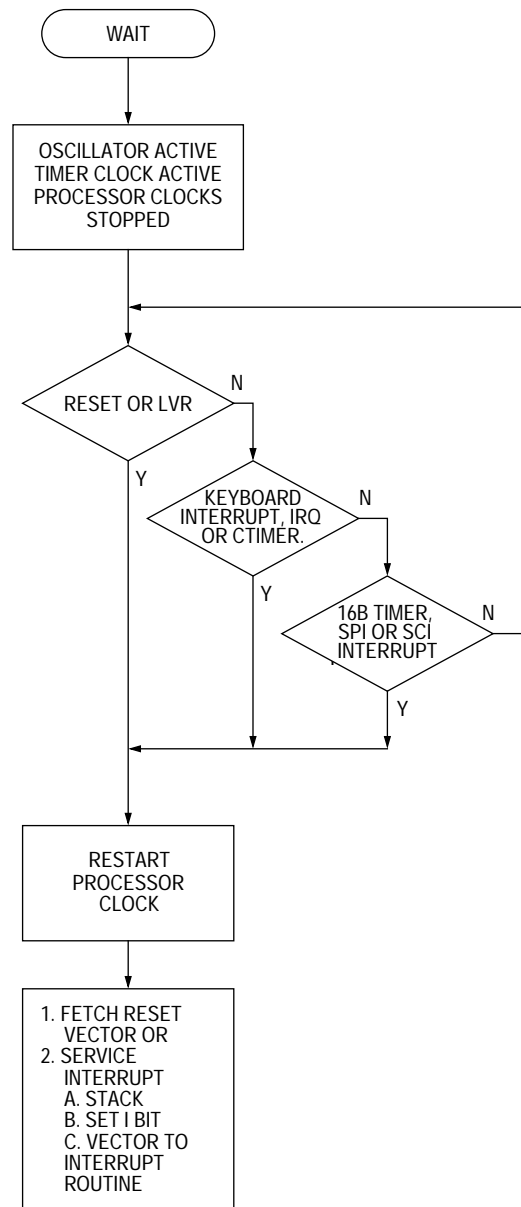 WAIT
OSCILLATOR ACTIVE
TIMER CLOCK ACTIVE
PROCESSOR CLOCKS
STOPPED
RESET OR LVR
N
Y
KEYBOARD
INTERRUPT, IRQ
OR CTIMER.
N
Y
16B TIMER,
SPI OR SCI
INTERRUPT
N
Y
RESTART
PROCESSOR
CLOCK
1. FETCH RESET
VECTOR OR
2. SERVICE
INTERRUPT
A. STACK
B. SET I BIT
C. VECTOR TO
INTERRUPT
ROUTINE